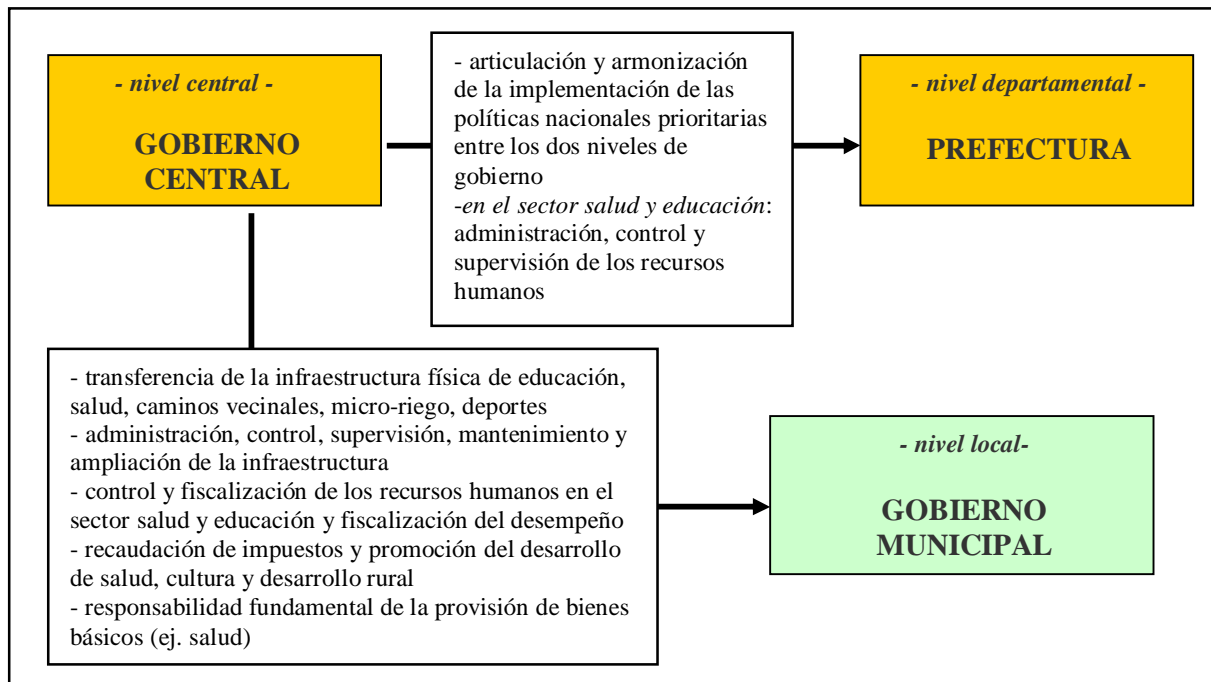 - nivel central -
GOBIERNO
CENTRAL
- articulación y armonización
de la implementación de las
políticas nacionales prioritarias
entre los dos niveles de
gobierno
-en el sector salud y educación:
administración, control y
supervisión de los recursos
humanos
- nivel departamental -
PREFECTURA
- transferencia de la infraestructura física de educación,
salud, caminos vecinales, micro-riego, deportes
- administración, control, supervisión, mantenimiento y
ampliación de la infraestructura
- control y fiscalización de los recursos humanos en el
sector salud y educación y fiscalización del desempeño
- recaudación de impuestos y promoción del desarrollo
de salud, cultura y desarrollo rural
- responsabilidad fundamental de la provisión de bienes
básicos (ej. salud)
- nivel local-
GOBIERNO
MUNICIPAL